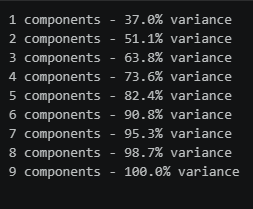 1 components - 37.0% variance
2 components - 51.1% variance
3 components - 63.8% variance
4 components - 73.6% variance
5 components - 82.4% variance
6 components - 90.8% variance
7 components - 95.3% variance
8 components - 98.7% variance
9 components - 100.0% variance